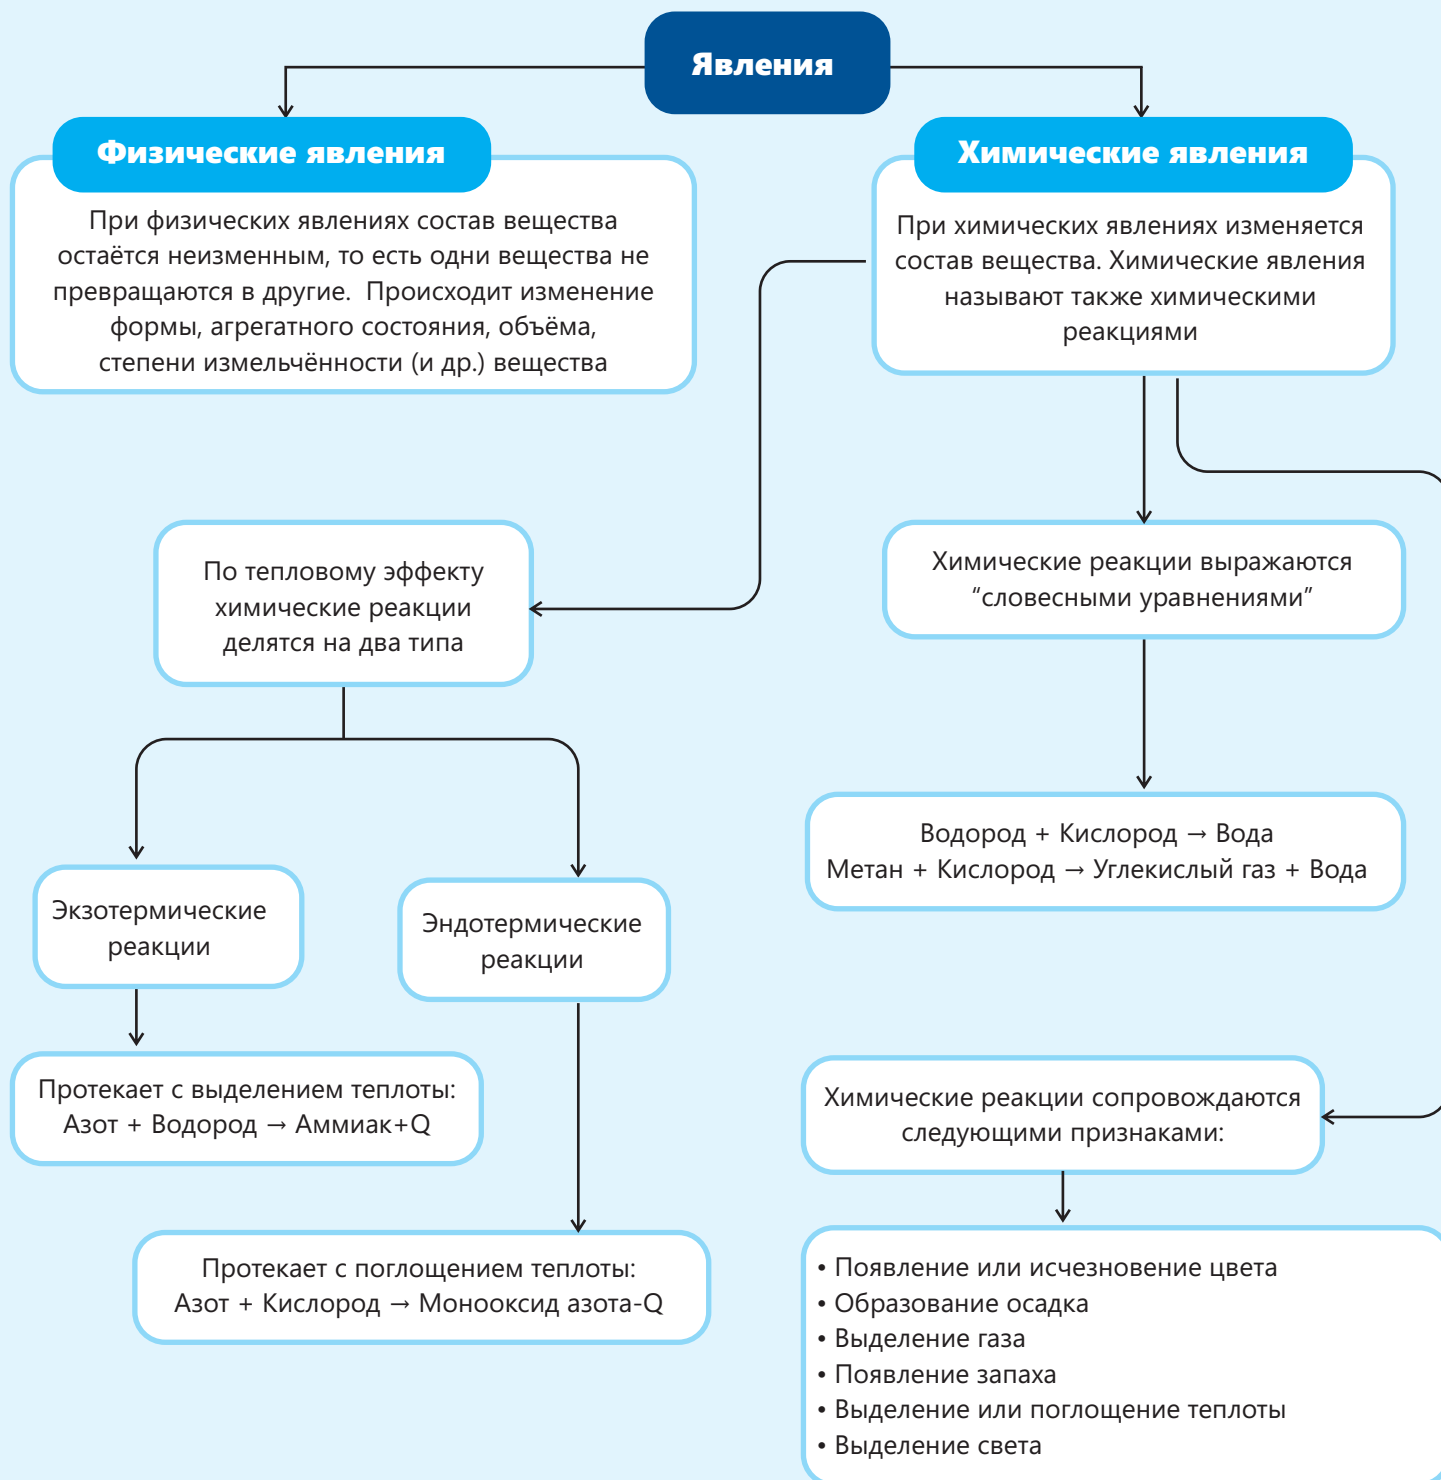 Явления
Физические явления
При физических явлениях состав вещества
остаётся неизменным, то есть одни вещества не
превращаются в другие.  Происходит изменение
формы, агрегатного состояния, объёма,
степени измельчённости (и др.) вещества
Химические явления
При химических явлениях изменяется
состав вещества. Химические явления
называют также химическими
реакциями
По тепловому эффекту
химические реакции
делятся на два типа
Химические реакции выражаются
“словесными уравнениями”
Водород + Кислород → Вода
Метан + Кислород → Углекислый газ + Вода
Экзотермические
реакции
Эндотермические
реакции
Протекает с выделением теплоты:
Азот + Водород → Аммиак+Q
Протекает с поглощением теплоты:
Азот + Кислород → Монооксид азота-Q
Химические реакции сопровождаются
следующими признаками:
• Появление или исчезновение цвета
• Образование осадка
• Выделение газа
• Появление запаха
• Выделение или поглощение теплоты
• Выделение света